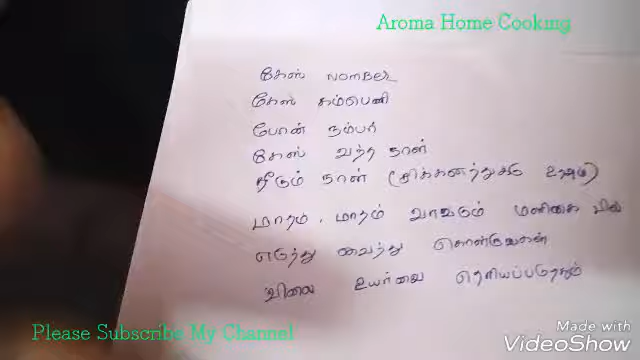 Aroma Home Cooking
கேஸ் NOMBER
கேஸ் கம்பெனி
போன் நம்பர்
கேஸ் வந்த நாள்
தீரும் நாள் (சிக்கனத்துக்கு உதவும்)
மாதம், மாதம் வாங்கும் மளிகை பில்
எடுத்து வைத்து கொள்ளுங்கள்
விலை உயர்வை தெரியப்படுத்தும்
Please Subscribe My Channel
Made with
VideoShow